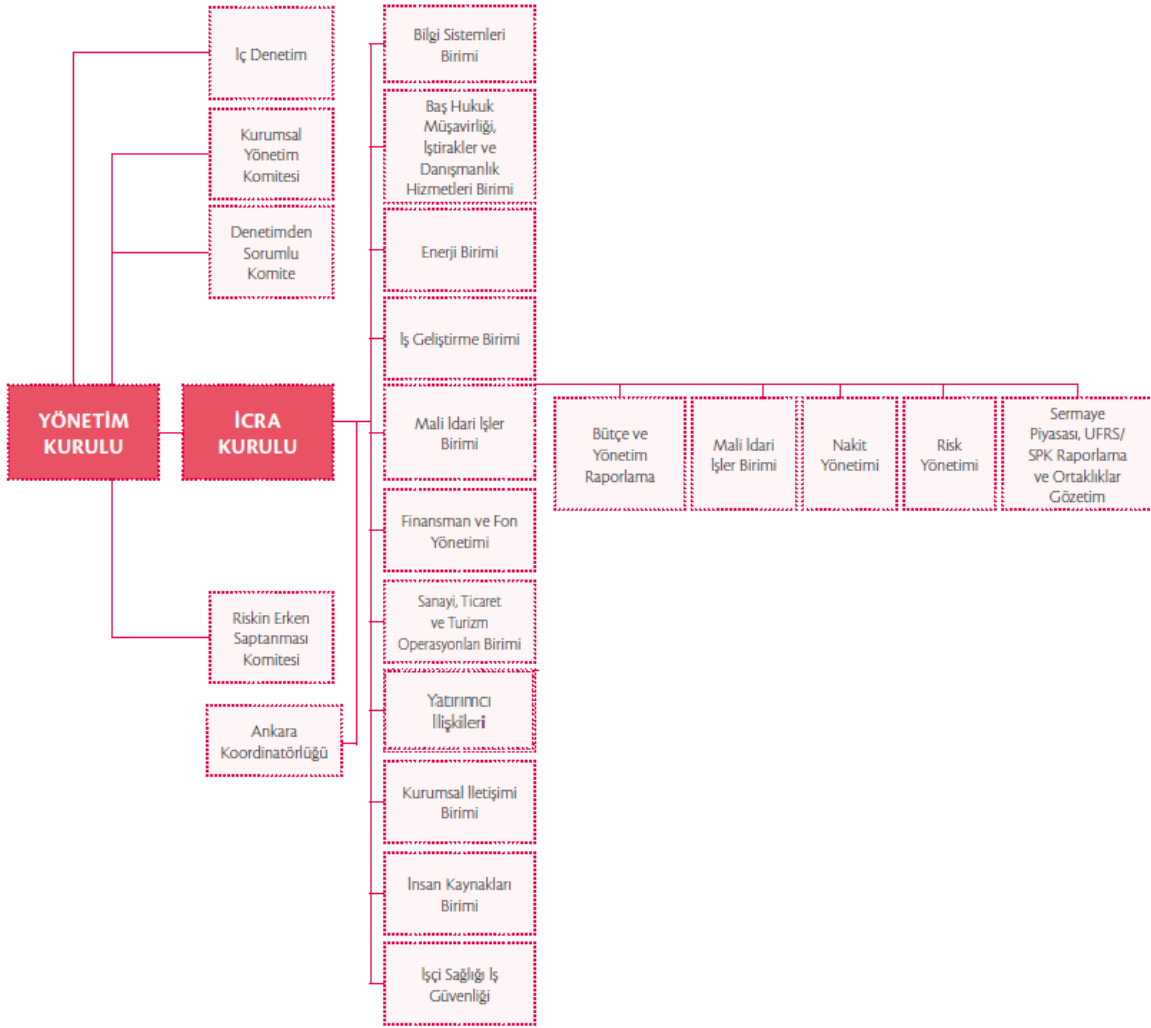 İç Denetim
Kurumsal
Yönetim
Komitesi
Denetimden
Sorumlu
Komite
YÖNETİM
KURULU
İCRA
KURULU
Riskin Erken
Saptanması
Komitesi
Ankara
Koordinatörlüğü
Bilgi Sistemleri
Birimi
Baş Hukuk
Müşavirliği,
İştirakler ve
Danışmanlık
Hizmetleri Birimi
Enerji Birimi
İş Geliştirme Birimi
Mali İdari İşler
Birimi
Finansman ve Fon
Yönetimi
Sanayi, Ticaret
ve Turizm
Operasyonları Birimi
Yatırımcı
İlişkileri
Kurumsal İletişimi
Birimi
İnsan Kaynakları
Birimi
İşçi Sağlığı İş
Güvenliği
Bütçe ve
Yönetim
Raporlama
Mali İdari
İşler Birimi
Nakit
Yönetimi
Risk
Yönetimi
Sermaye
Piyasası, UFRS/
SPK Raporlama
ve Ortaklıklar
Gözetim